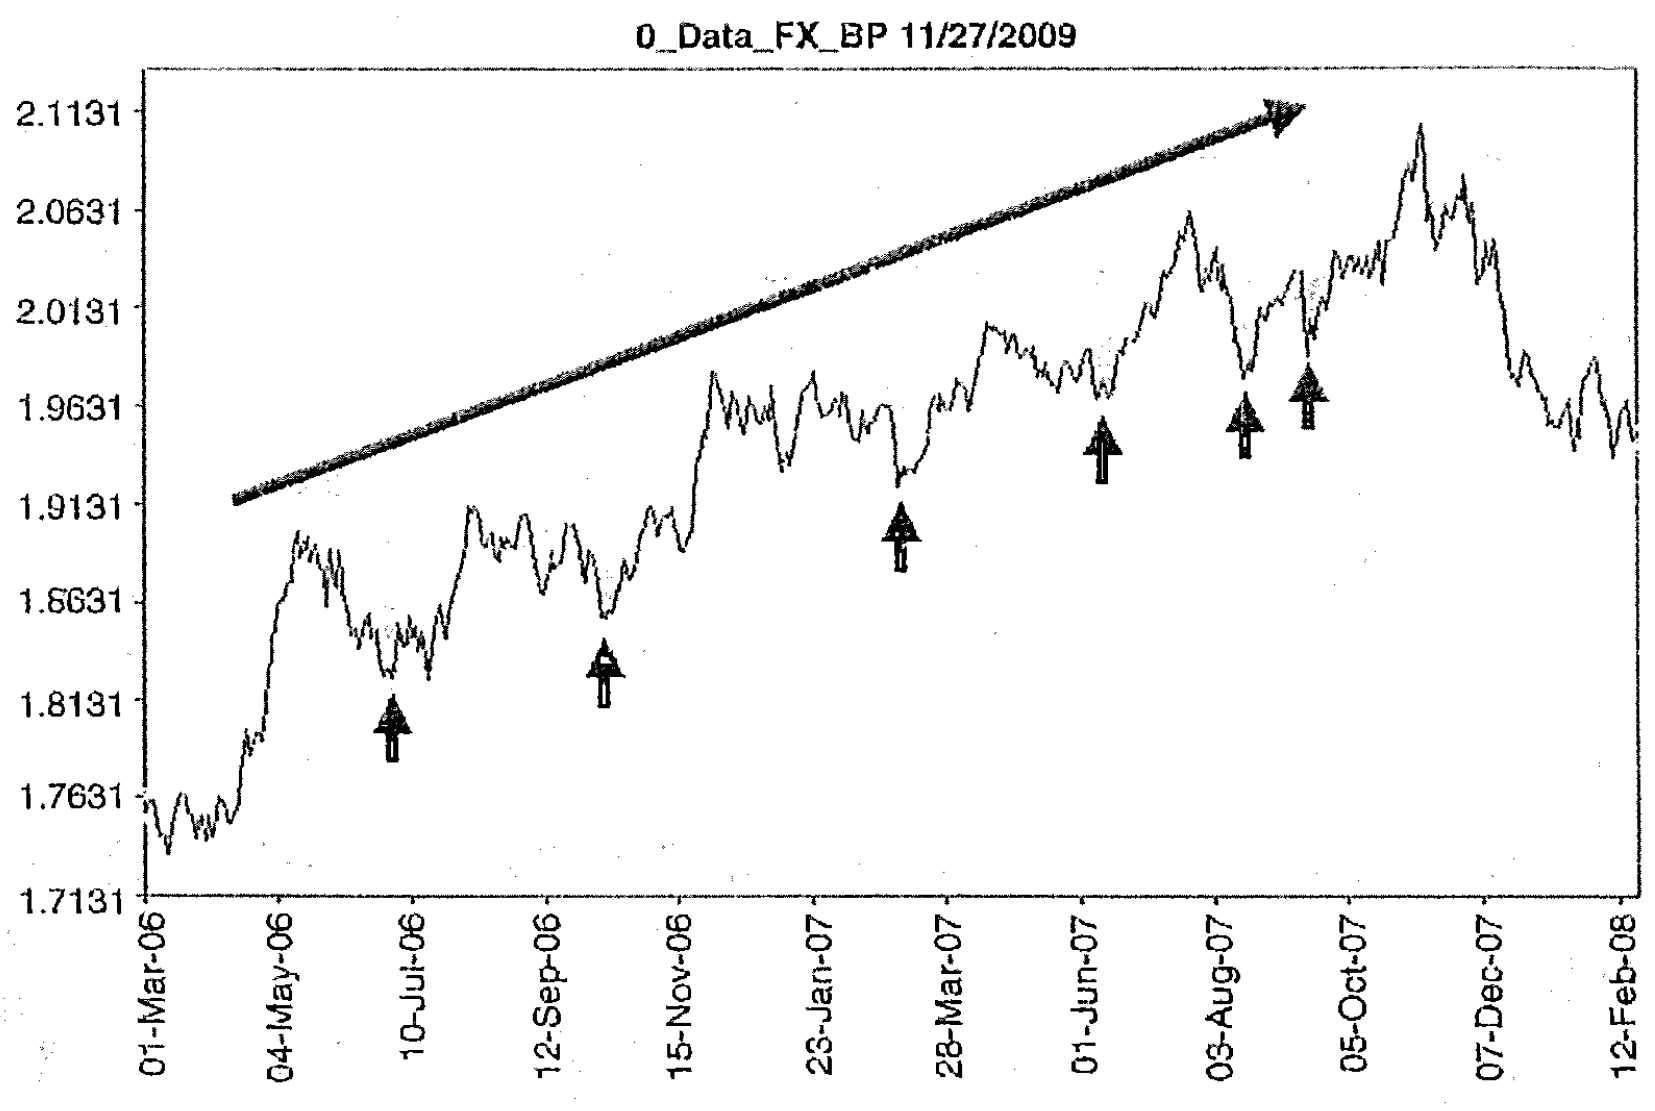 0_Data_FX_BP 11/27/2009
2.1131
2.0631
2.0131
1.9631
1.9131
1.8631
1.8131
1.7631
1.7131
01-Mar-06
04-May-06
10-Jul-06
12-Sep-06
15-Nov-06
23-Jan-07
28-Mar-07
01-Jun-07
03-Aug-07
05-Oct-07
07-Dec-07
12-Feb-08